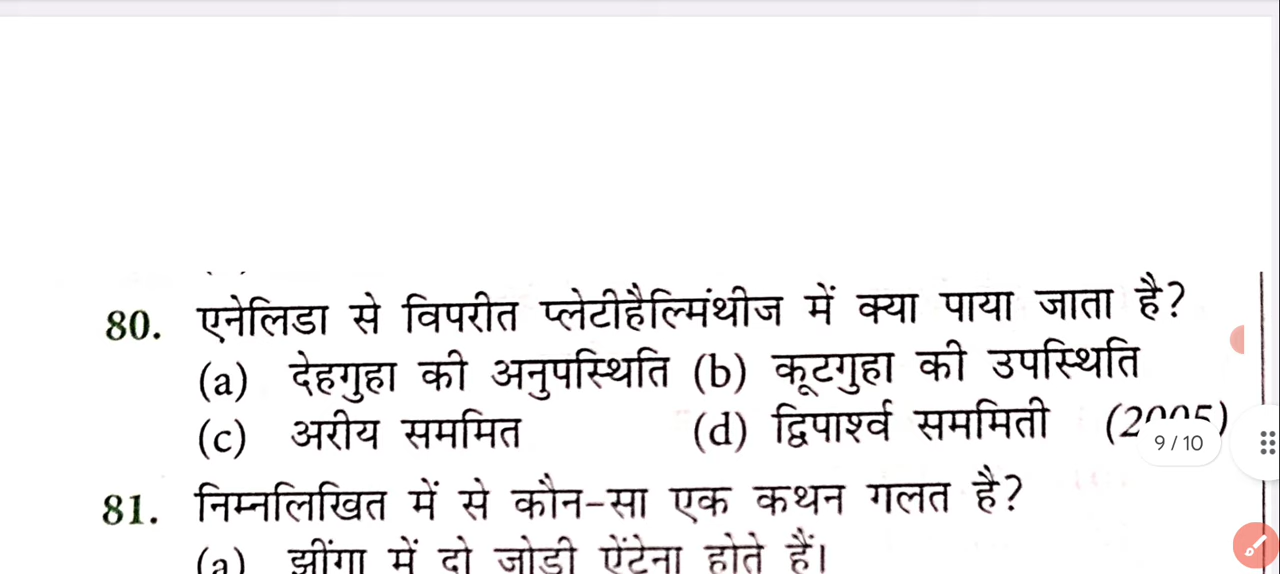 80. एनेलिडा से विपरीत प्लेटीहैल्मिंथीज में क्या पाया जाता है?
(a) देहगुहा की अनुपस्थिति (b) कूटगुहा की उपस्थिति
(c) अरीय सममित (d) द्विपार्श्व सममिती
9 / 10
81. निम्नलिखित में से कौन-सा एक कथन गलत है?
(a) झींगा में दो जोड़ी ऐंटेना होते हैं।